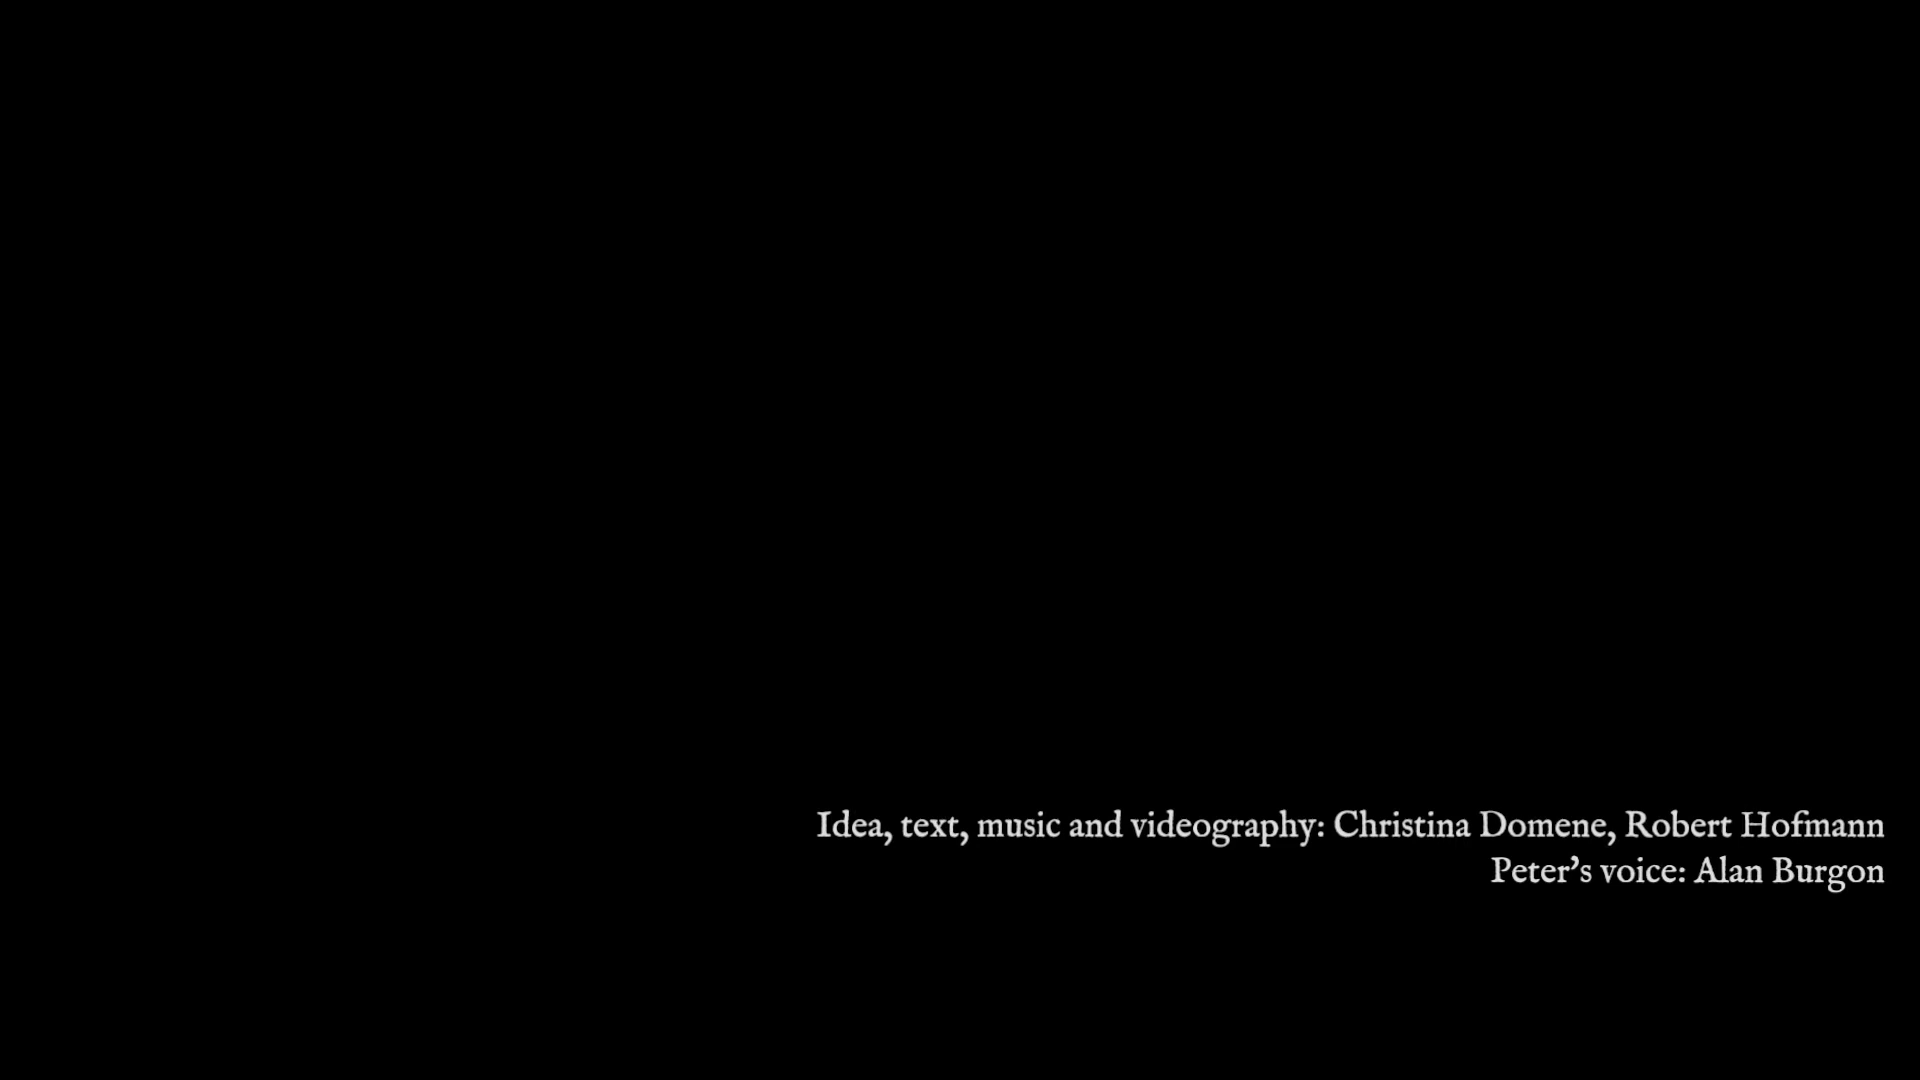 Idea, text, music and videography: Christina Domene, Robert Hofmann
Peter’s voice: Alan Burgon